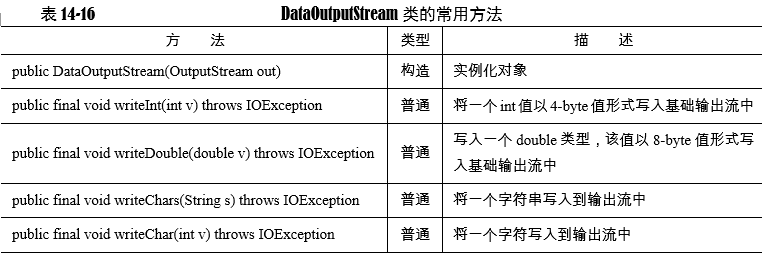 表 14-16 DataOutputStream 类的常用方法
方 法 类型 描 述
public DataOutputStream(OutputStream out) 构造 实例化对象
public final void writeInt(int v) throws IOException 普通 将一个 int 值以 4-byte 值形式写入基础输出流中
public final void writeDouble(double v) throws IOException 普通 写入一个 double 类型，该值以 8-byte 值形式写
入基础输出流中
public final void writeChars(String s) throws IOException 普通 将一个字符串写入到输出流中
public final void writeChar(int v) throws IOException 普通 将一个字符写入到输出流中